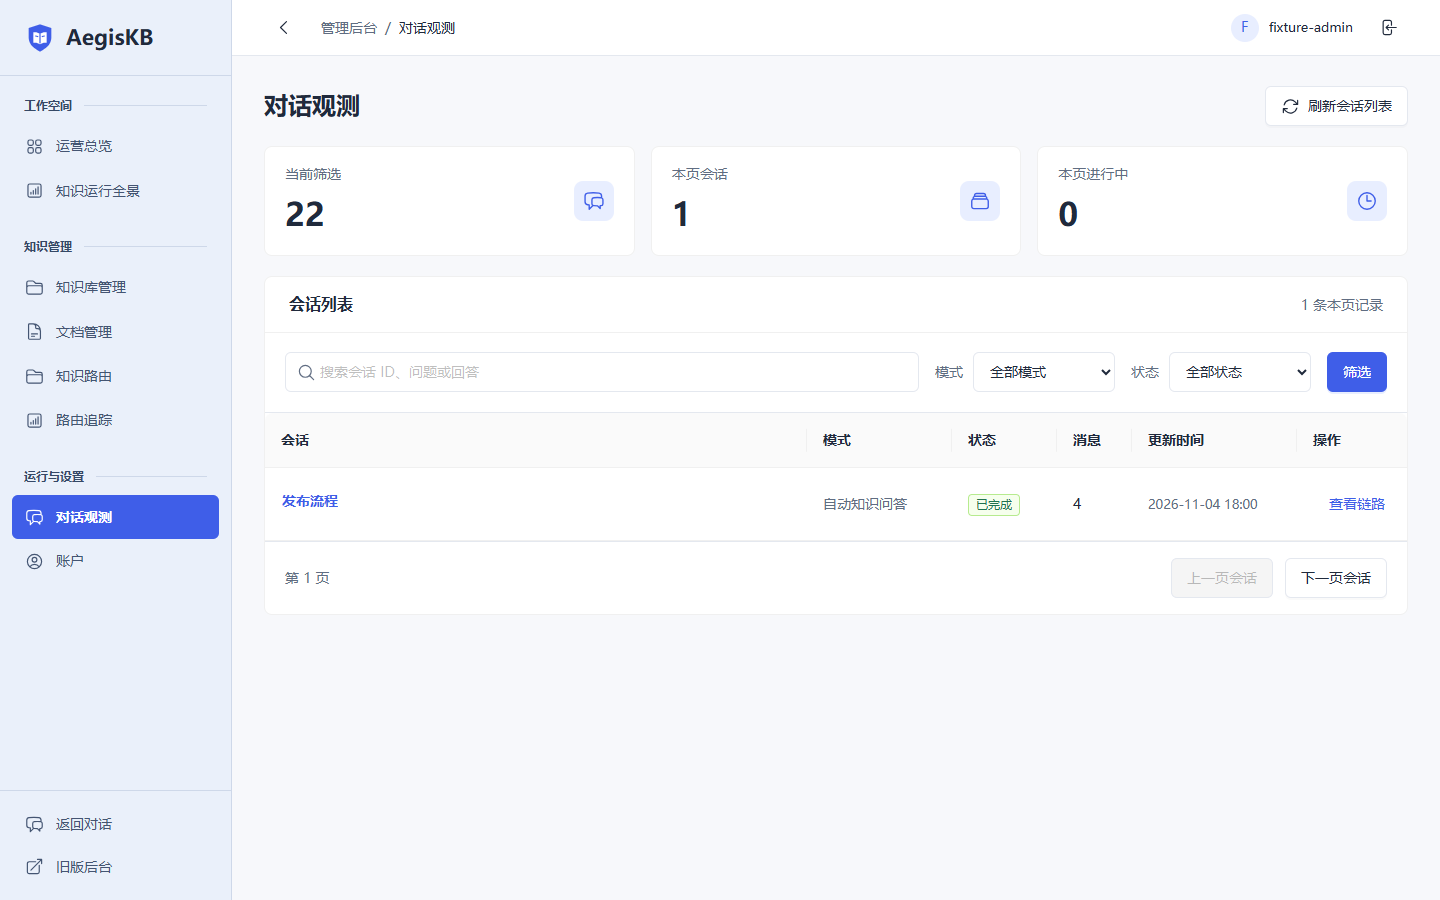 AegisKB
工作空间
运营总览
知识运行全景
知识管理
知识库管理
文档管理
知识路由
路由追踪
运行与设置
对话观测
账户
返回对话
旧版后台
管理后台 / 对话观测
F fixture-admin
对话观测
刷新会话列表
当前筛选
22
本页会话
1
本页进行中
0
会话列表
1 条本页记录
搜索会话 ID、问题或回答
模式 全部模式 状态 全部状态 筛选
会话 模式 状态 消息 更新时间 操作
发布流程 自动知识问答 已完成 4 2026-11-04 18:00 查看链路
第 1 页 上一页会话 下一页会话